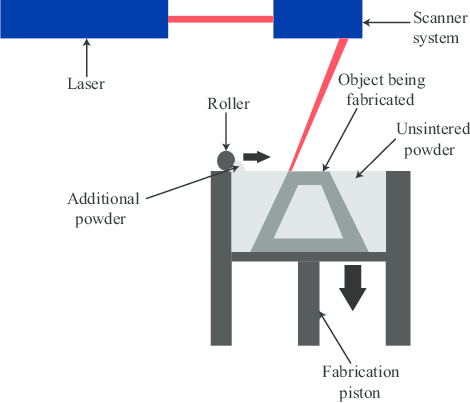 Scanner
system
Laser
Object being
fabricated
Roller
Unsintered
powder
Additional
powder
Fabrication
piston